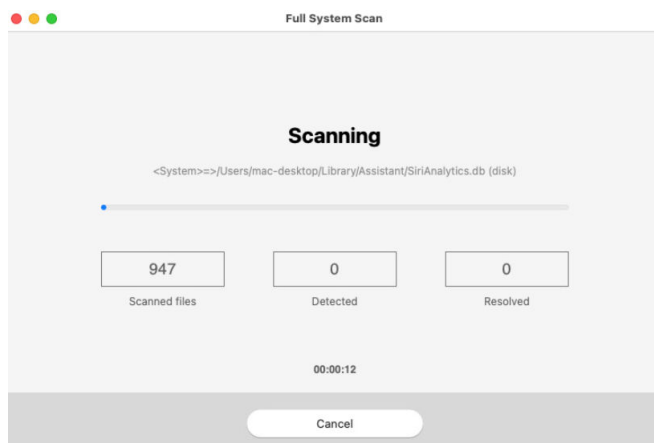 Full System Scan
Scanning
<System>=>/Users/mac-desktop/Library/Assistant/SiriAnalytics.db (disk)
947 0 0
Scanned files Detected Resolved
00:00:12
Cancel